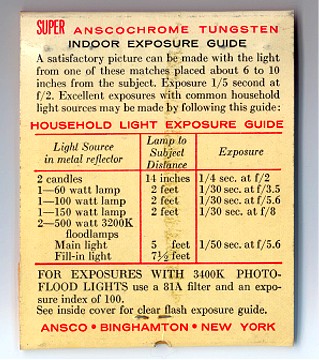 SUPER ANSCOCHROME TUNGSTEN
INDOOR EXPOSURE GUIDE
A satisfactory picture can be made with the light
from one of these matches placed about 6 to 10
inches from the subject. Exposure 1/5 second at
f/2. Excellent exposures with common household
light sources may be made by following this guide:
HOUSEHOLD LIGHT EXPOSURE GUIDE
Light Source in metal reflector | Lamp to Subject Distance | Exposure
2 candles 14 inches 1/4 sec. at f/2
1—60 watt lamp 2 feet 1/30 sec. at f/3.5
1—100 watt lamp 2 feet 1/30 sec. at f/5.6
1—150 watt lamp 2 feet 1/30 sec. at f/8
2—500 watt 3200K
floodlamps
Main light 5 feet 1/50 sec. at f/5.6
Fill-in light 7½ feet
FOR EXPOSURES WITH 3400K PHOTO-
FLOOD LIGHTS use a 81A filter and an ex-
posure index of 100.
See inside cover for clear flash exposure guide.
ANSCO • BINGHAMTON • NEW YORK